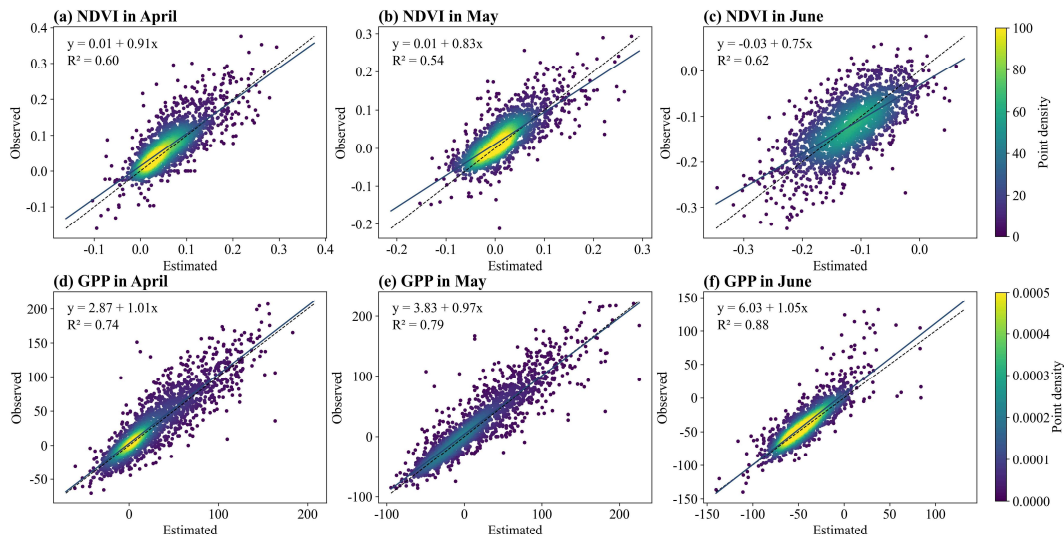 (a) NDVI in April
y = 0.01 + 0.91x
R² = 0.60
Observed
0.4
0.3
0.2
0.1
0.0
-0.1
-0.1
0.0
0.1
0.2
0.3
0.4
Estimated
(b) NDVI in May
y = 0.01 + 0.83x
R² = 0.54
Observed
0.3
0.2
0.1
0.0
-0.1
-0.2
-0.2
-0.1
0.0
0.1
0.2
0.3
Estimated
(c) NDVI in June
y = -0.03 + 0.75x
R² = 0.62
Observed
0.0
-0.1
-0.2
-0.3
-0.3
-0.2
-0.1
0.0
Estimated
100
80
60
40
20
0
Point density
(d) GPP in April
y = 2.87 + 1.01x
R² = 0.74
Observed
200
150
100
50
0
-50
0
100
200
Estimated
(e) GPP in May
y = 3.83 + 0.97x
R² = 0.79
Observed
200
100
0
-100
-100
0
100
200
Estimated
(f) GPP in June
y = 6.03 + 1.05x
R² = 0.88
Observed
150
100
50
0
-50
-100
-150
-150
-100
-50
0
50
100
Estimated
0.0005
0.0004
0.0003
0.0002
0.0001
0.0000
Point density